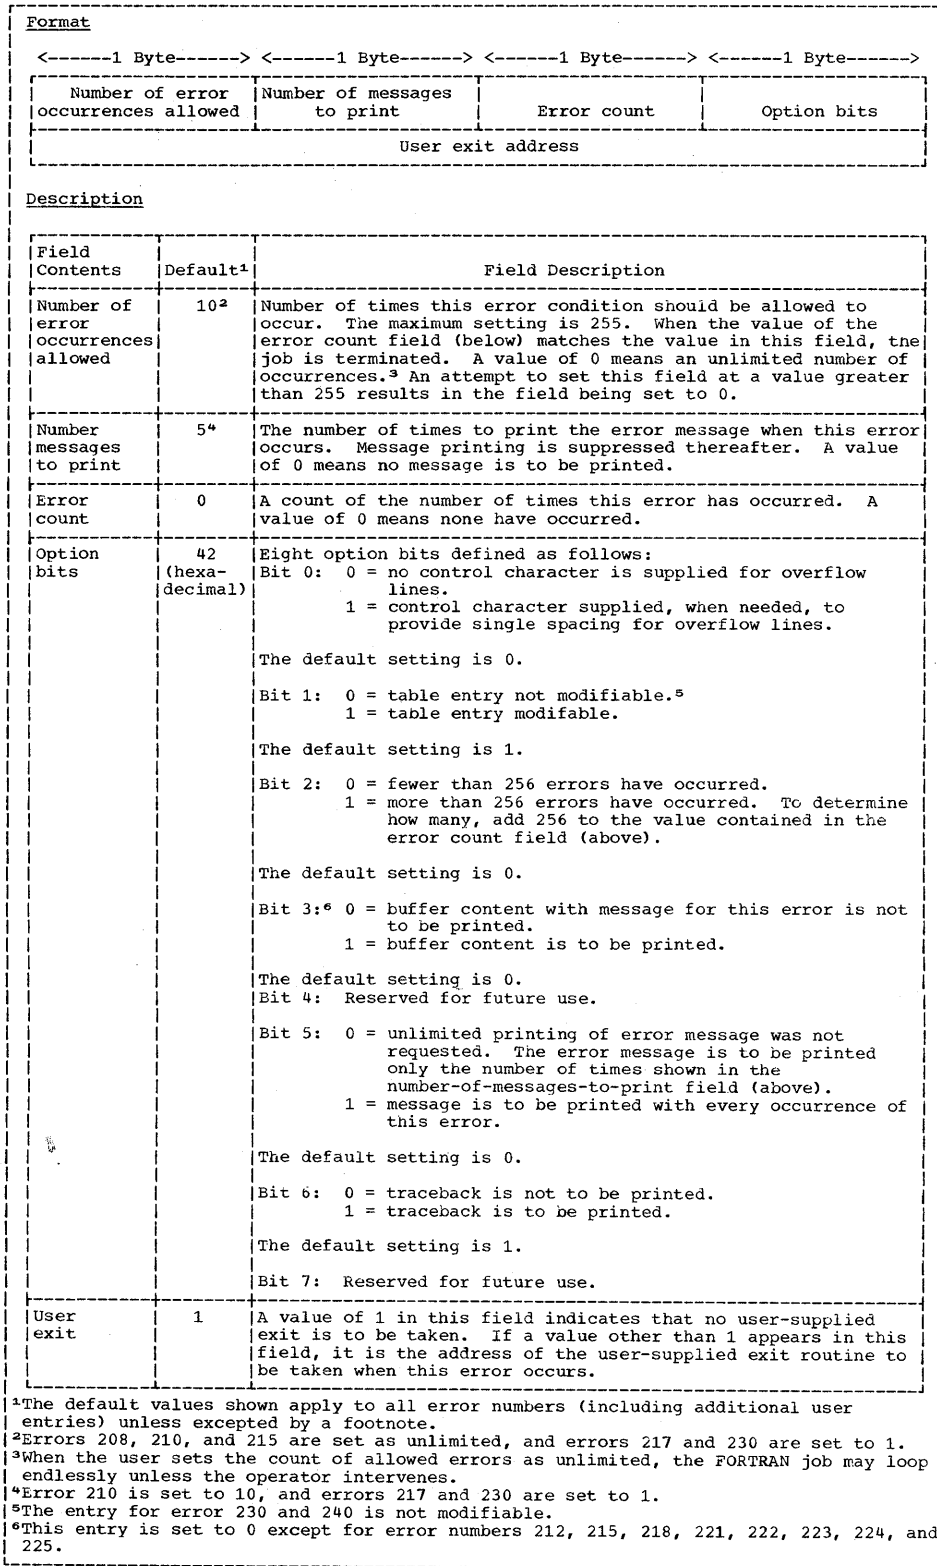 Format
<------1 Byte------> <------1 Byte------> <------1 Byte------> <------1 Byte------>
Number of error occurrences allowed | Number of messages to print | Error count | Option bits
User exit address
Description
Field Contents | Default¹ | Field Description
Number of error occurrences allowed | 10² | Number of times this error condition should be allowed to
occur. The maximum setting is 255. When the value of the
error count field (below) matches the value in this field, the
job is terminated. A value of 0 means an unlimited number of
occurrences.³ An attempt to set this field at a value greater
than 255 results in the field being set to 0.
Number messages to print | 5⁴ | The number of times to print the error message when this error
occurs. Message printing is suppressed thereafter. A value
of 0 means no message is to be printed.
Error count | 0 | A count of the number of times this error has occurred. A
value of 0 means none have occurred.
Option bits | 42 (hexa-decimal) | Eight option bits defined as follows:
Bit 0: 0 = no control character is supplied for overflow
lines.
1 = control character supplied, when needed, to
provide single spacing for overflow lines.
The default setting is 0.
Bit 1: 0 = table entry not modifiable.⁵
1 = table entry modifable.
The default setting is 1.
Bit 2: 0 = fewer than 256 errors have occurred.
1 = more than 256 errors have occurred. To determine
how many, add 256 to the value contained in the
error count field (above).
The default setting is 0.
Bit 3:⁶ 0 = buffer content with message for this error is not
to be printed.
1 = buffer content is to be printed.
The default setting is 0.
Bit 4: Reserved for future use.
Bit 5: 0 = unlimited printing of error message was not
requested. The error message is to be printed
only the number of times shown in the
number-of-messages-to-print field (above).
1 = message is to be printed with every occurrence of
this error.
The default setting is 0.
Bit 6: 0 = traceback is not to be printed.
1 = traceback is to be printed.
The default setting is 1.
Bit 7: Reserved for future use.
User exit | 1 | A value of 1 in this field indicates that no user-supplied
exit is to be taken. If a value other than 1 appears in this
field, it is the address of the user-supplied exit routine to
be taken when this error occurs.
¹The default values shown apply to all error numbers (including additional user
entries) unless excepted by a footnote.
²Errors 208, 210, and 215 are set as unlimited, and errors 217 and 230 are set to 1.
³When the user sets the count of allowed errors as unlimited, the FORTRAN job may loop
endlessly unless the operator intervenes.
⁴Error 210 is set to 10, and errors 217 and 230 are set to 1.
⁵The entry for error 230 and 240 is not modifiable.
⁶This entry is set to 0 except for error numbers 212, 215, 218, 221, 222, 223, 224, and
225.